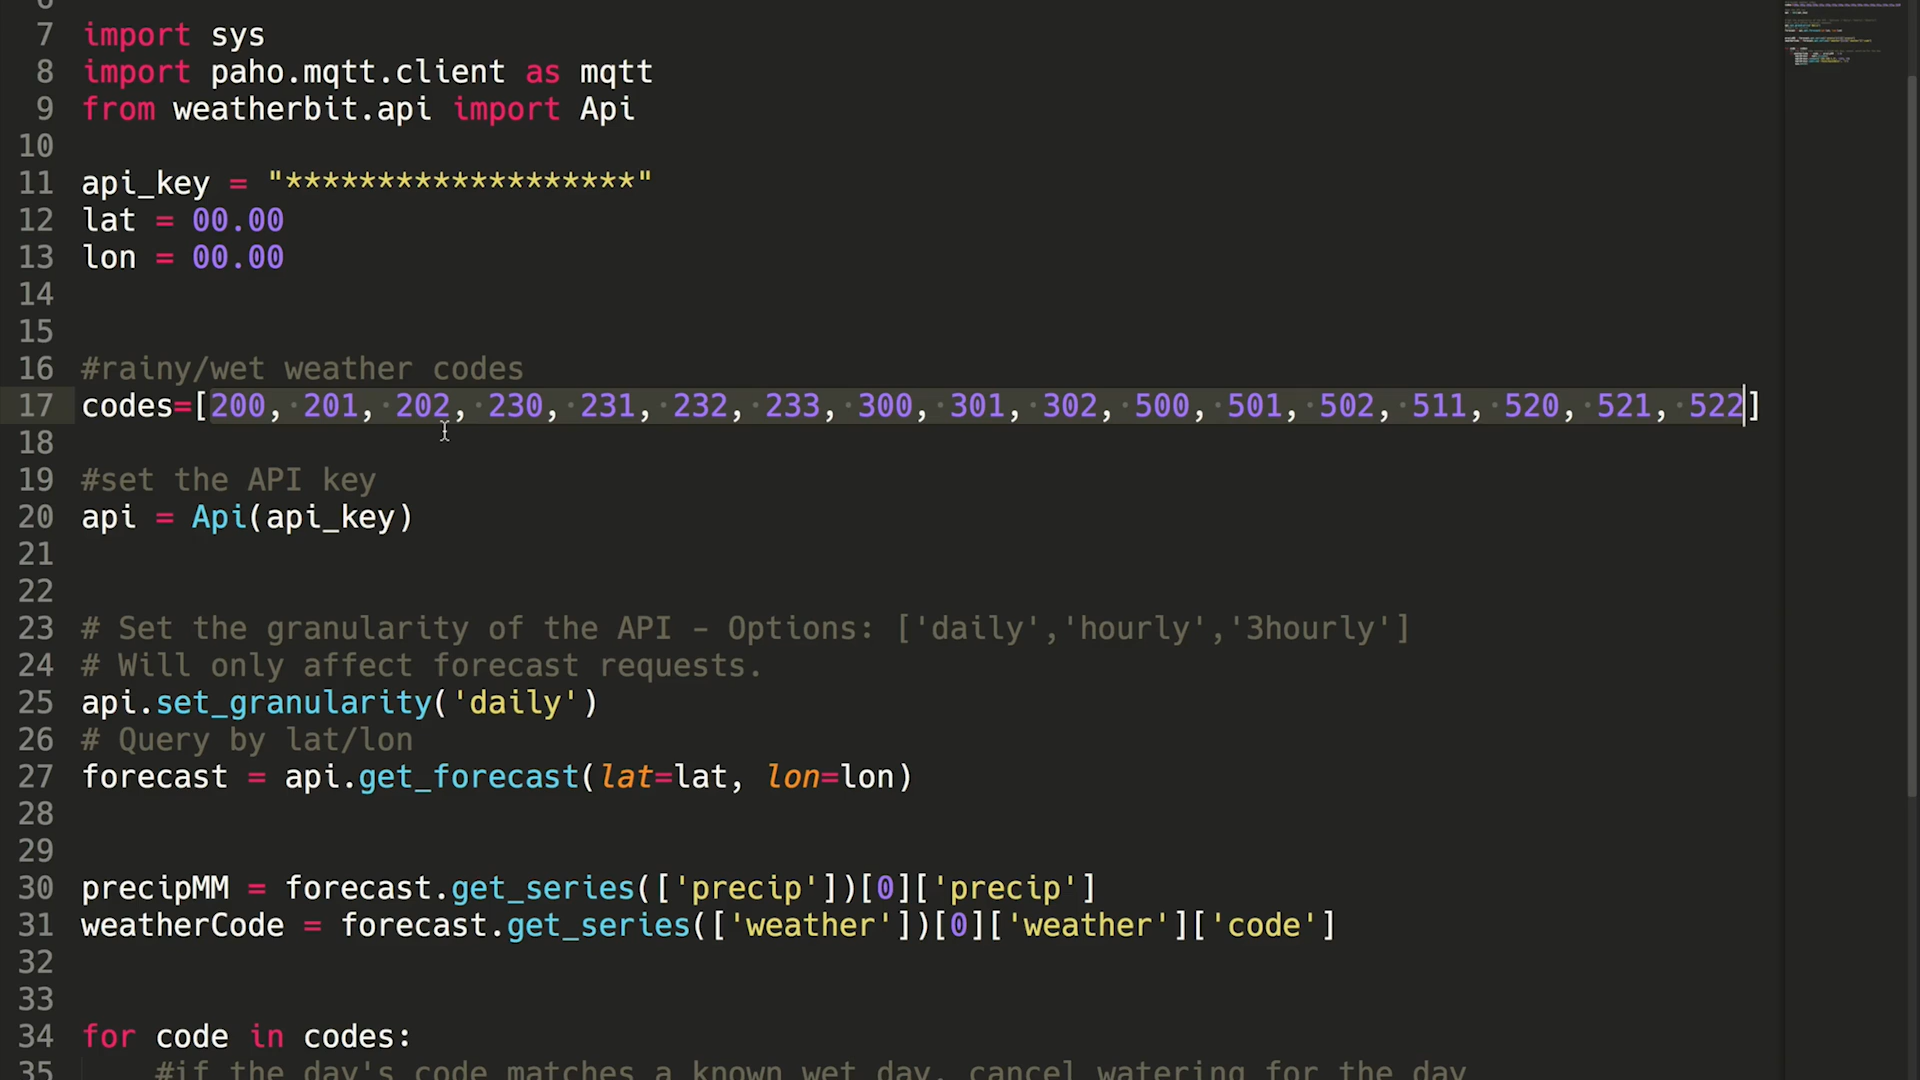 6
7 import sys
8 import paho.mqtt.client as mqtt
9 from weatherbit.api import Api
10
11 api_key = "*******************"
12 lat = 00.00
13 lon = 00.00
14
15
16 #rainy/wet weather codes
17 codes=[200, 201, 202, 230, 231, 232, 233, 300, 301, 302, 500, 501, 502, 511, 520, 521, 522]
18
19 #set the API key
20 api = Api(api_key)
21
22
23 # Set the granularity of the API - Options: ['daily','hourly','3hourly']
24 # Will only affect forecast requests.
25 api.set_granularity('daily')
26 # Query by lat/lon
27 forecast = api.get_forecast(lat=lat, lon=lon)
28
29
30 precipMM = forecast.get_series(['precip'])[0]['precip']
31 weatherCode = forecast.get_series(['weather'])[0]['weather']['code']
32
33
34 for code in codes:
35 #if the day's code matches a known wet day, cancel watering for the day